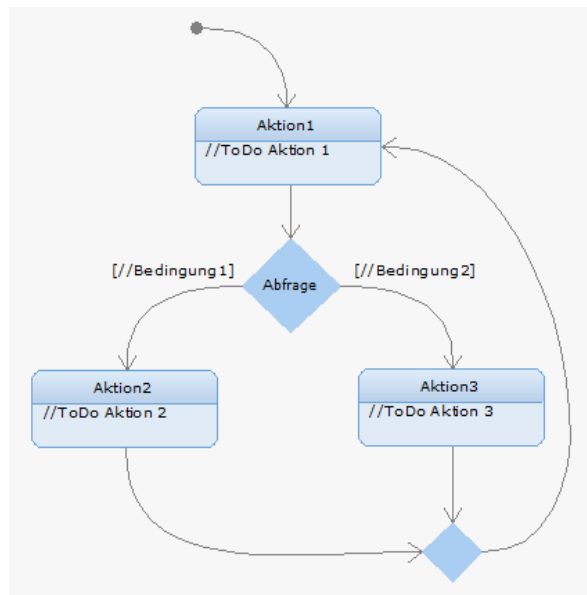 Aktion1
//ToDo Aktion 1
[//Bedingung1]
[//Bedingung2]
Abfrage
Aktion2
//ToDo Aktion 2
Aktion3
//ToDo Aktion 3